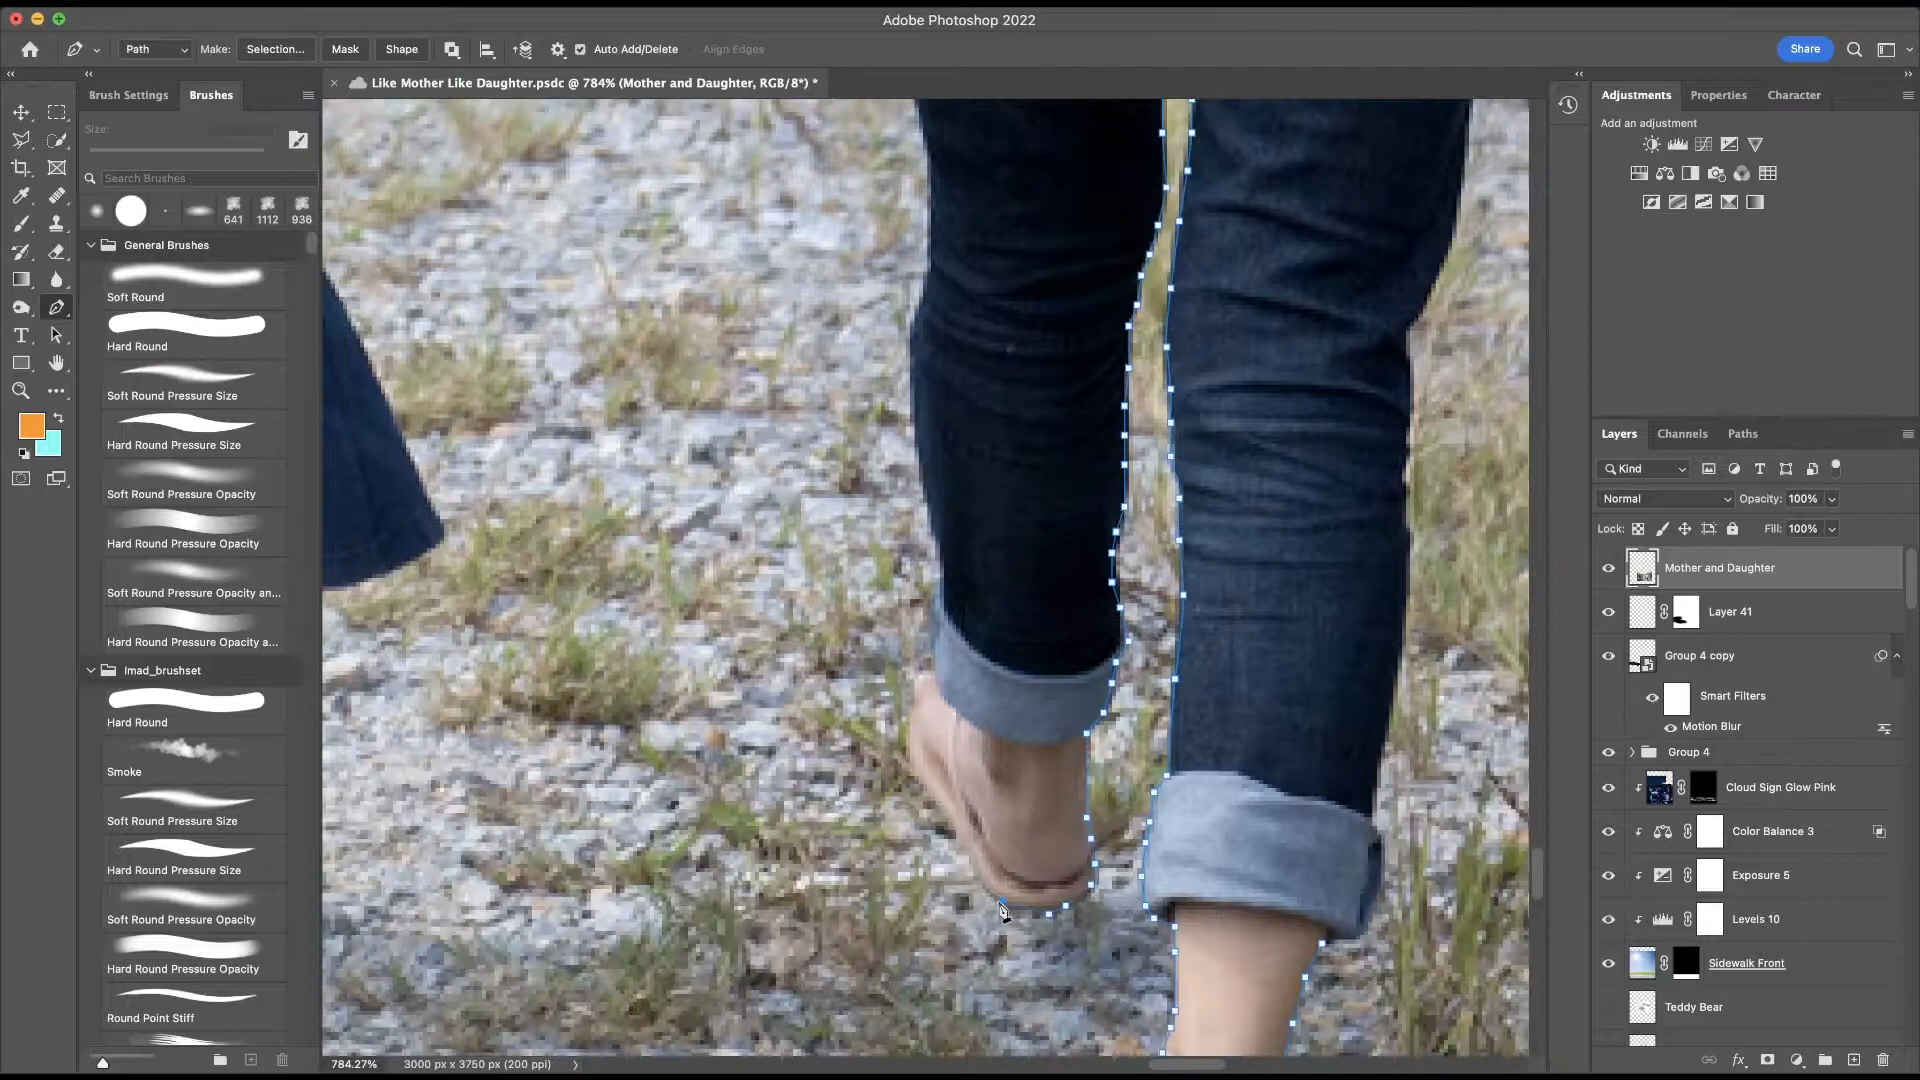 Adobe Photoshop 2022
Path
Make:
Selection...
Mask
Shape
Auto Add/Delete
Align Edges
Share
Brush Settings
Brushes
Like Mother Like Daughter.psdc @ 784% (Mother and Daughter, RGB/8*) *
Adjustments
Properties
Character
Add an adjustment
Size:
Search Brushes
641
1112
936
General Brushes
Soft Round
Hard Round
Soft Round Pressure Size
Hard Round Pressure Size
Soft Round Pressure Opacity
Hard Round Pressure Opacity
Soft Round Pressure Opacity an...
Hard Round Pressure Opacity a...
Imad_brushset
Hard Round
Smoke
Soft Round Pressure Size
Hard Round Pressure Size
Soft Round Pressure Opacity
Hard Round Pressure Opacity
Round Point Stiff
Layers
Channels
Paths
Kind
Normal
Opacity: 100%
Lock:
Fill: 100%
Mother and Daughter
Layer 41
Group 4 copy
Smart Filters
Motion Blur
Group 4
Cloud Sign Glow Pink
Color Balance 3
Exposure 5
Levels 10
Sidewalk Front
Teddy Bear
784.27%
3000 px x 3750 px (200 ppi)